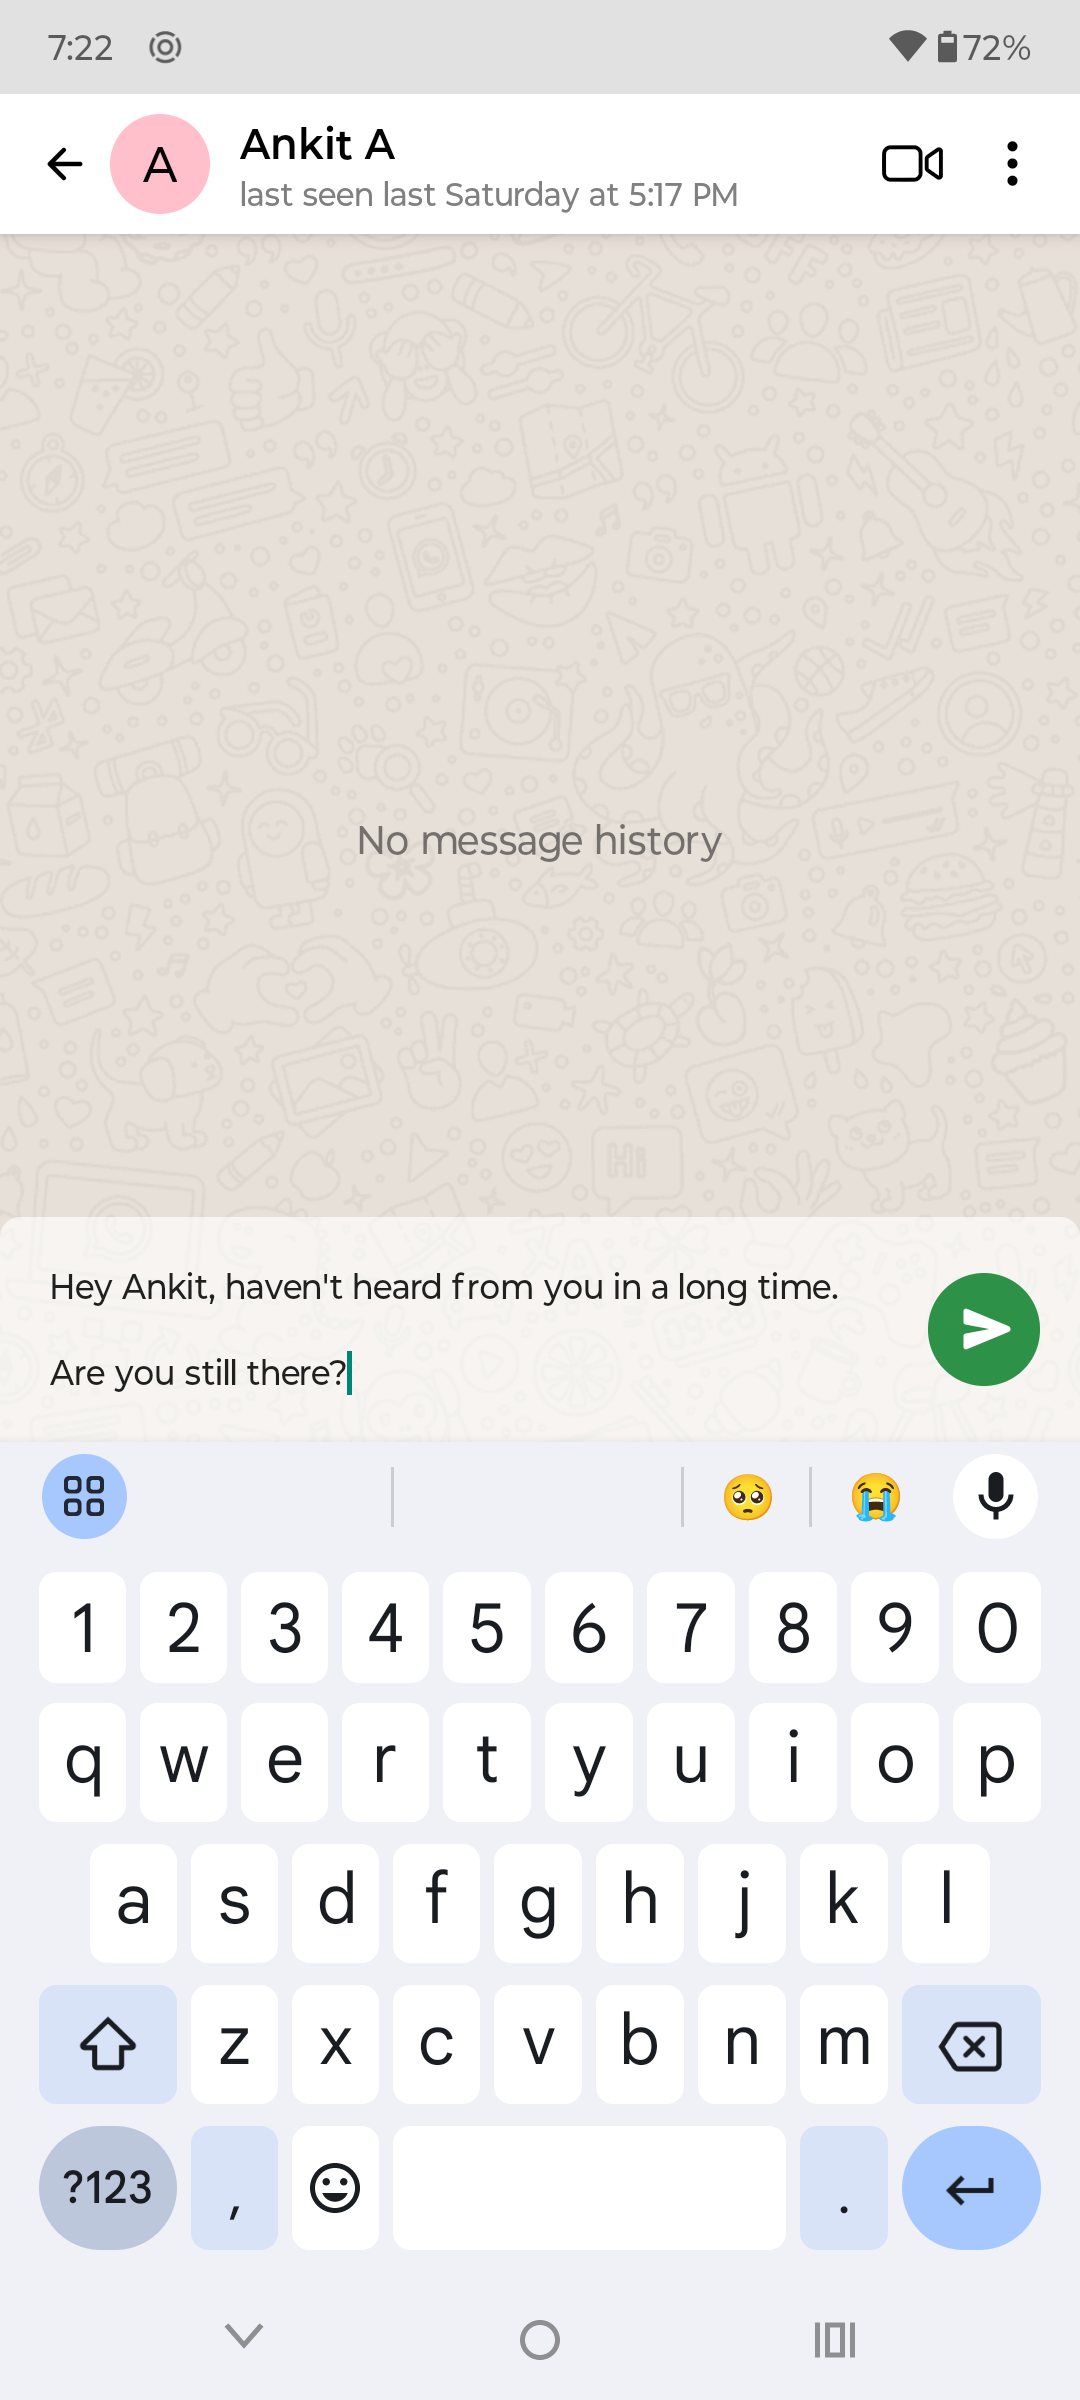 7:22
72%
A
Ankit A
last seen last Saturday at 5:17 PM
No message history
Hi
Hey Ankit, haven't heard from you in a long time.
Are you still there?
1 2 3 4 5 6 7 8 9 0
q w e r t y u i o p
a s d f g h j k l
z x c v b n m
?123 , .